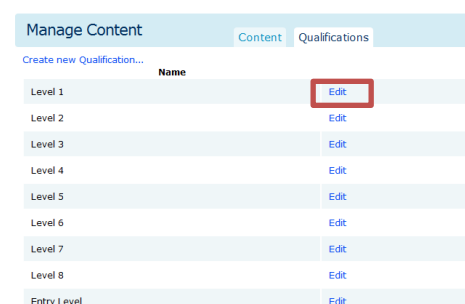 Manage Content Content Qualifications
Create new Qualification...
Name
Level 1 Edit
Level 2 Edit
Level 3 Edit
Level 4 Edit
Level 5 Edit
Level 6 Edit
Level 7 Edit
Level 8 Edit
Entry Level Edit